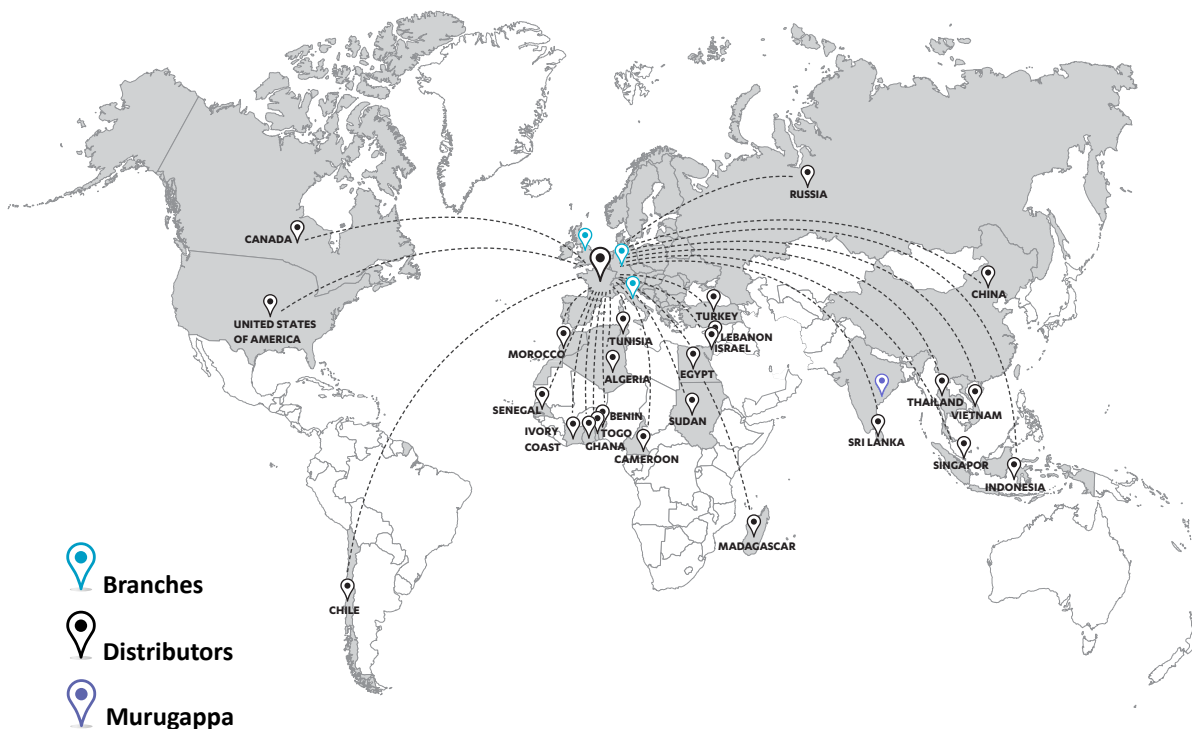 RUSSIA
CANADA
CHINA
UNITED STATES
OF AMERICA
TURKEY
LEBANON
ISRAEL
TUNISIA
MOROCCO
EGYPT
ALGERIA
THAILAND
VIETNAM
SENEGAL
BENIN
SUDAN
IVORY
COAST
TOGO
GHANA
CAMEROON
SRI LANKA
SINGAPOR
INDONESIA
MADAGASCAR
CHILE
Branches
Distributors
Murugappa